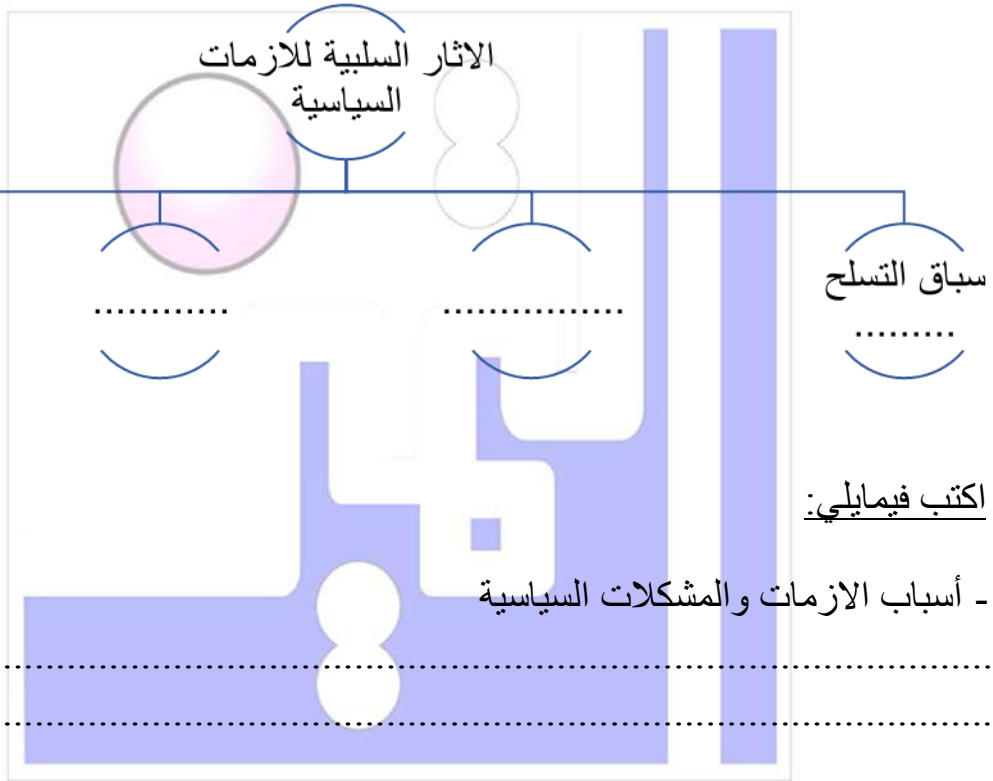 الاثار السلبية للازمات
السياسية
سباق التسلح
.........
................
............
اكتب فيمايلي:
- أسباب الازمات والمشكلات السياسية
................................................................................................
................................................................................................